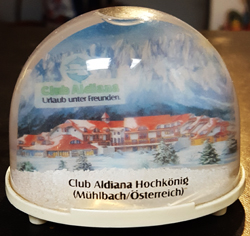 Club Aldiana
Urlaub unter Freunden.
Club Aldiana Hochkönig
(Mühlbach/Österreich)